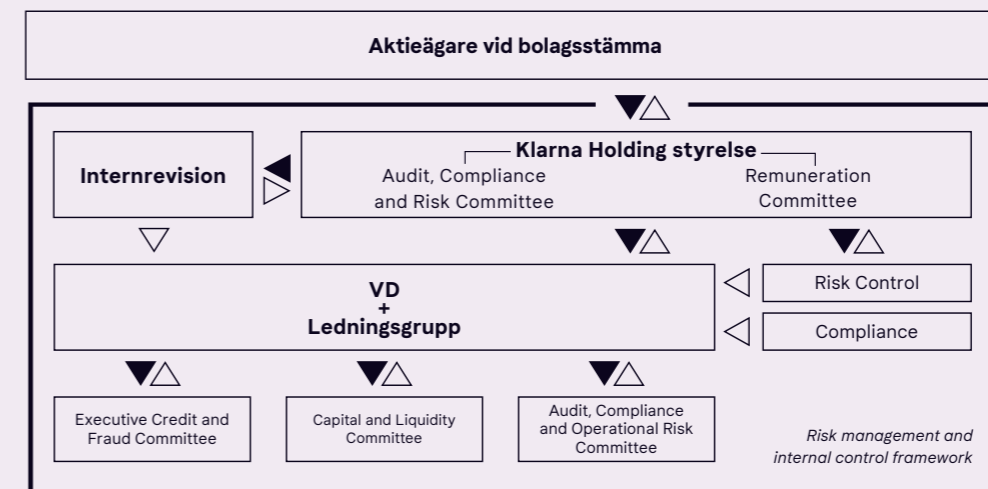 Aktieägare vid bolagsstämma
Internrevision
Klarna Holding styrelse
Audit, Compliance
and Risk Committee
Remuneration
Committee
VD
+
Ledningsgrupp
Risk Control
Compliance
Executive Credit and
Fraud Committee
Capital and Liquidity
Committee
Audit, Compliance
and Operational Risk
Committee
Risk management and
internal control framework